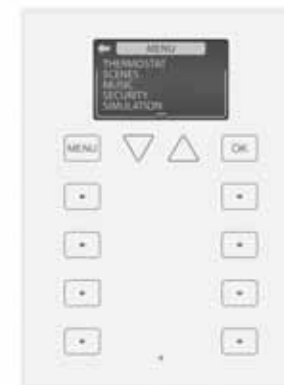 MENU
THERMOSTAT
SCENES
MUSIC
SECURITY
SIMULATION
MENU OK